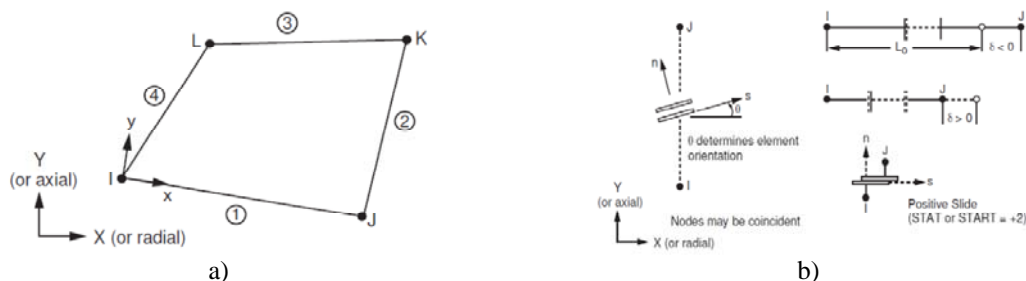 L
③
K
④
②
y
Y
(or axial)
I
x
①
J
X (or radial)
a)
J
n
s
θ
θ determines element
orientation
I
Y
(or axial)
Nodes may be coincident
X (or radial)
I
J
L₀
δ < 0
I
J
δ > 0
n
J
s
I
Positive Slide
(STAT or START = +2)
b)